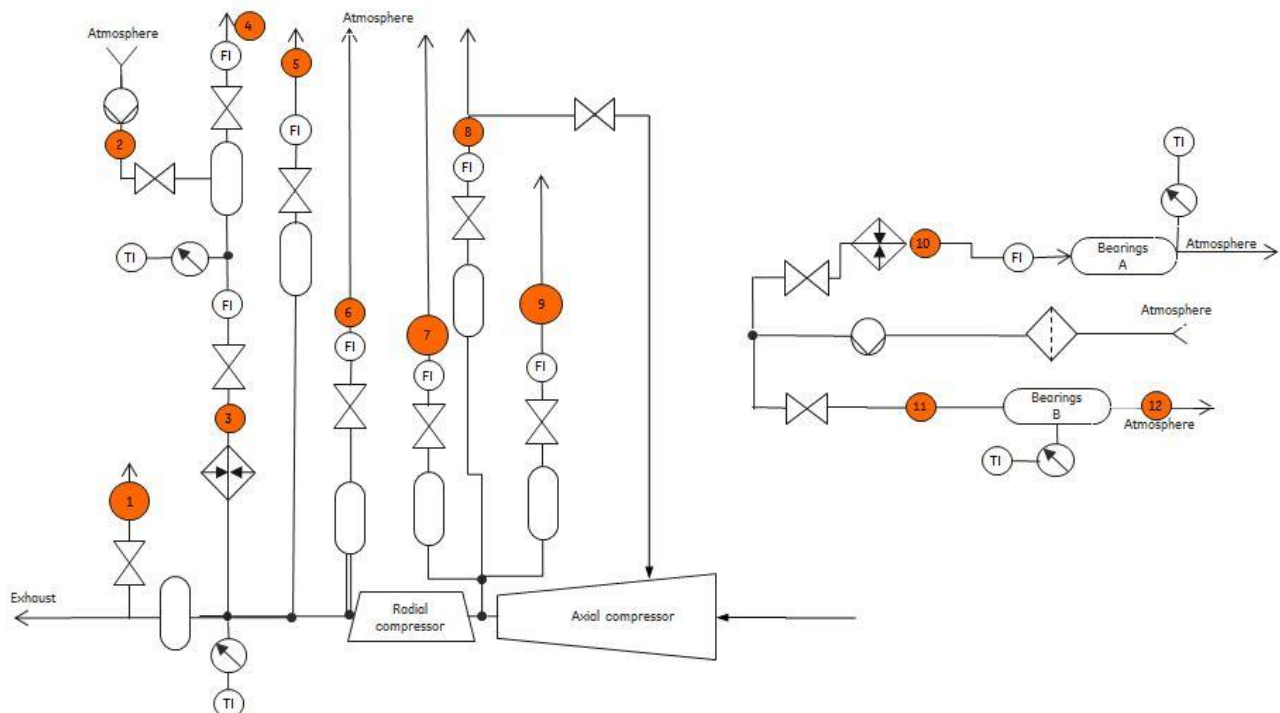 Atmosphere
4
Atmosphere
FI
5
2
FI
8
FI
TI
TI
FI
10
FI
Bearings
A
Atmosphere
6
FI
7
9
FI
FI
Atmosphere
3
11
Bearings
B
12
Atmosphere
TI
1
Exhaust
Radial
compressor
Axial compressor
TI